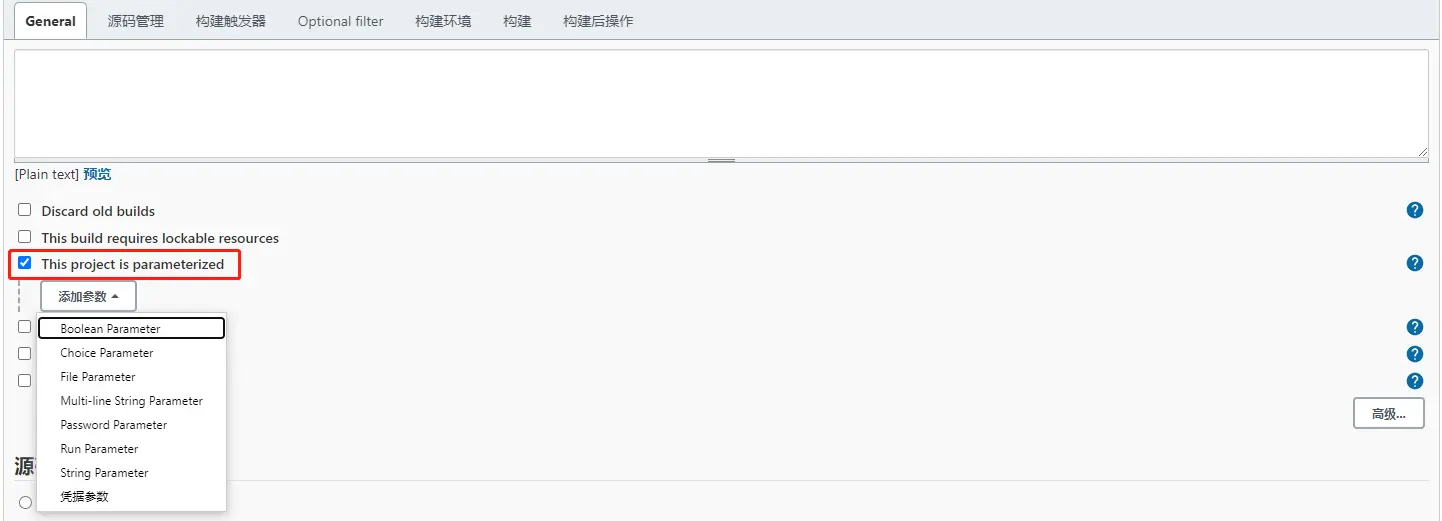 General 源码管理 构建触发器 Optional filter 构建环境 构建 构建后操作
[Plain text] 预览
Discard old builds
This build requires lockable resources
This project is parameterized
添加参数
Boolean Parameter
Choice Parameter
File Parameter
Multi-line String Parameter
Password Parameter
高级...
Run Parameter
源
String Parameter
凭据参数